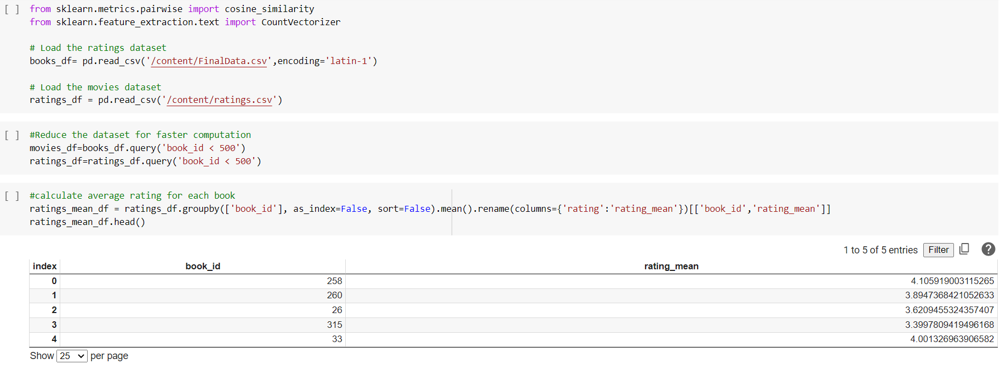 [ ] from sklearn.metrics.pairwise import cosine_similarity
from sklearn.feature_extraction.text import CountVectorizer
# Load the ratings dataset
books_df= pd.read_csv('/content/FinalData.csv',encoding='latin-1')
# Load the movies dataset
ratings_df = pd.read_csv('/content/ratings.csv')
[ ] #Reduce the dataset for faster computation
movies_df=books_df.query('book_id < 500')
ratings_df=ratings_df.query('book_id < 500')
[ ] #calculate average rating for each book
ratings_mean_df = ratings_df.groupby(['book_id'], as_index=False, sort=False).mean().rename(columns={'rating':'rating_mean'})[['book_id','rating_mean']]
ratings_mean_df.head()
1 to 5 of 5 entries Filter ?
index book_id rating_mean
0 258 4.105919003115265
1 260 3.8947368421052633
2 26 3.6209455324357407
3 315 3.3997809419496168
4 33 4.001326963906582
Show 25 per page